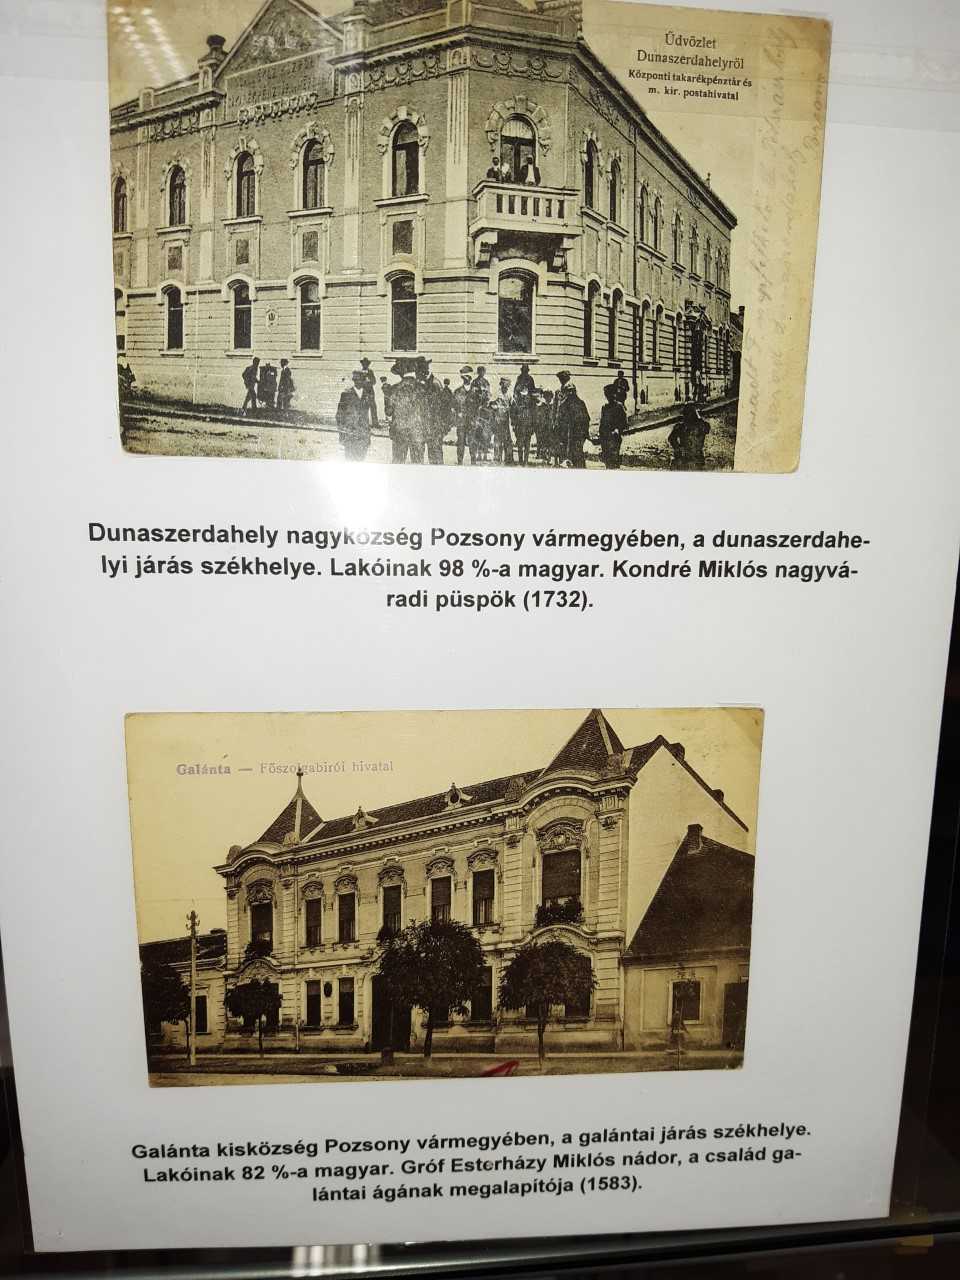 Üdvözlet
Dunaszerdahelyről
Központi takarékpénztár és
m. kir. postahivatal
Dunaszerdahely nagyközség Pozsony vármegyében, a dunaszerdahe-
lyi járás székhelye. Lakóinak 98 %-a magyar. Kondré Miklós nagyvá-
radi püspök (1732).
Galánta — Főszolgabirói hivatal
Galánta kisközség Pozsony vármegyében, a galántai járás székhelye.
Lakóinak 82 %-a magyar. Gróf Esterházy Miklós nádor, a család ga-
lántai ágának megalapítója (1583).